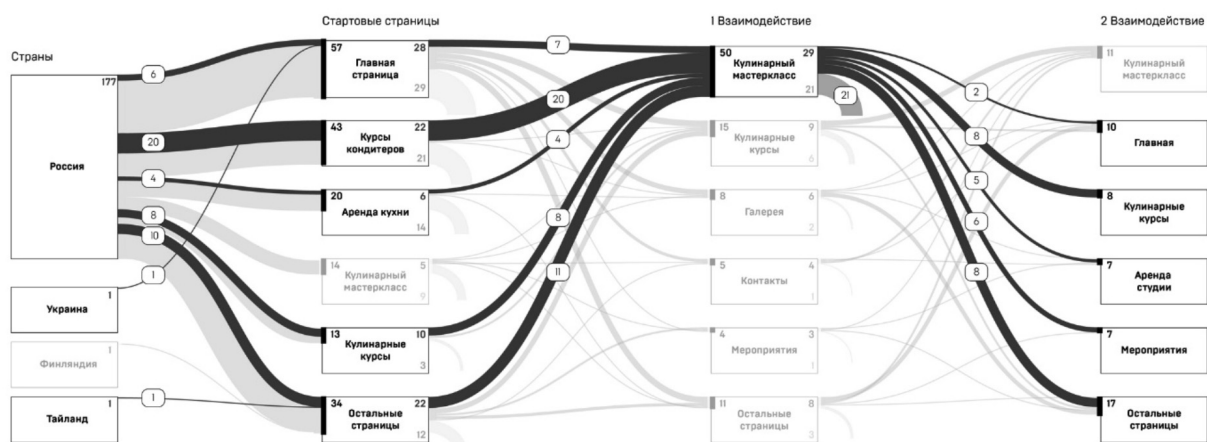 Страны
Стартовые страницы
1 Взаимодействие
2 Взаимодействие
177
Россия
1
Украина
1
Финляндия
1
Тайланд
6
20
4
8
10
1
1
57
28
Главная
страница
29
43
22
Курсы
кондитеров
21
20
6
Аренда кухни
14
14
5
Кулинарный
мастеркласс
9
13
10
Кулинарные
курсы
3
34
22
Остальные
страницы
12
7
20
4
8
11
50
29
Кулинарный
мастеркласс
21
21
15
9
Кулинарные
курсы
6
8
6
Галерея
2
5
4
Контакты
1
4
3
Мероприятия
1
11
8
Остальные
страницы
3
2
8
5
6
8
11
Кулинарный
мастеркласс
10
Главная
8
Кулинарные
курсы
7
Аренда
студии
7
Мероприятия
17
Остальные
страницы